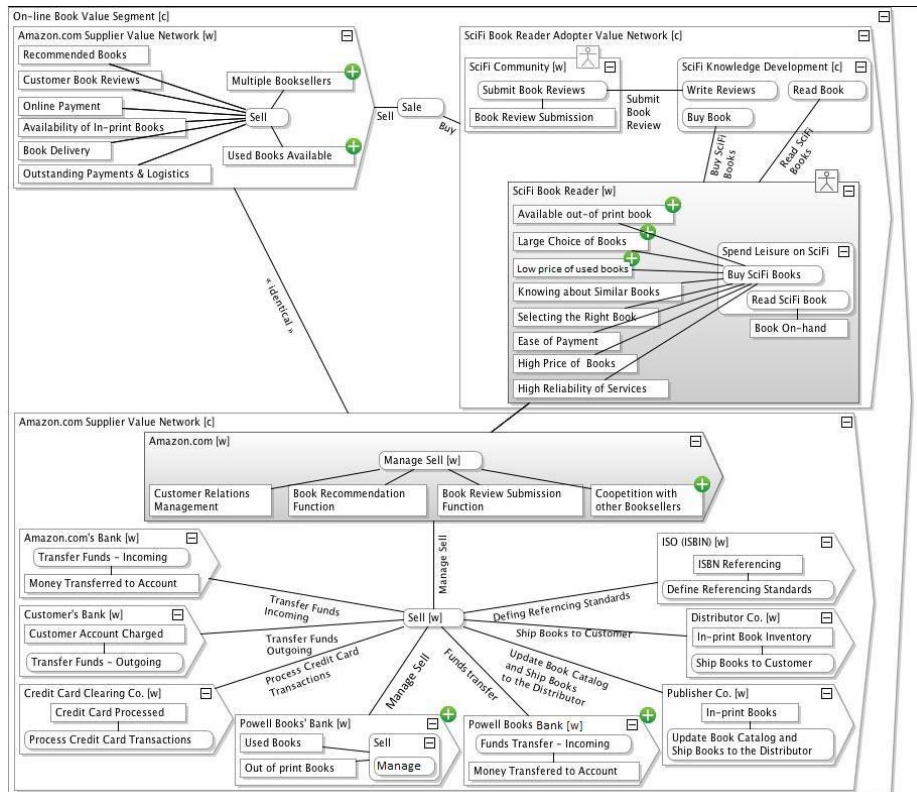 On-line Book Value Segment [c]
Amazon.com Supplier Value Network [w]
Recommended Books
Customer Book Reviews
Online Payment
Availability of In-print Books
Book Delivery
Outstanding Payments & Logistics
Multiple Booksellers
Sell
Used Books Available
Sell
Sale
Buy
SciFi Book Reader Adopter Value Network [c]
SciFi Community [w]
Submit Book Reviews
Book Review Submission
Submit
Book
Review
SciFi Knowledge Development [c]
Write Reviews
Read Book
Buy Book
Buy SciFi
Books
Read SciFi
Books
SciFi Book Reader [w]
Available out-of print book
Large Choice of Books
Low price of used books
Knowing about Similar Books
Selecting the Right Book
Ease of Payment
High Price of Books
High Reliability of Services
Spend Leisure on SciFi
Buy SciFi Books
Read SciFi Book
Book On-hand
« identical »
Amazon.com Supplier Value Network [c]
Amazon.com [w]
Manage Sell [w]
Customer Relations
Management
Book Recommendation
Function
Book Review Submission
Function
Coopetition with
other Booksellers
Manage Sell
Amazon.com's Bank [w]
Transfer Funds - Incoming
Money Transferred to Account
Transfer Funds
Incoming
Customer's Bank [w]
Customer Account Charged
Transfer Funds - Outgoing
Transfer Funds
Outgoing
Credit Card Clearing Co. [w]
Credit Card Processed
Process Credit Card Transactions
Process Credit Card
Transactions
Sell [w]
Manage Sell
Powell Books' Bank [w]
Used Books
Out of print Books
Sell
Manage
Funds transfer
Powell Books Bank [w]
Funds Transfer - Incoming
Money Transfered to Account
Defing Referncing Standards
ISO (ISBIN) [w]
ISBN Referencing
Define Referencing Standards
Ship Books to Customer
Distributor Co. [w]
In-print Book Inventory
Ship Books to Customer
Update Book Catalog
and Ship Books
to the Distributor
Publisher Co. [w]
In-print Books
Update Book Catalog and
Ship Books to the Distributor